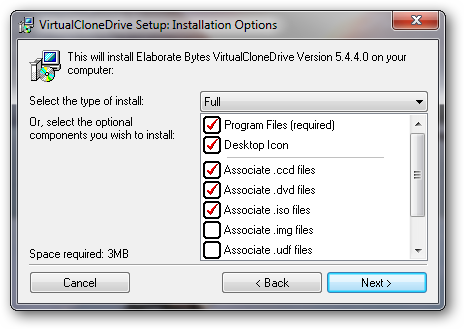 VirtualCloneDrive Setup: Installation Options
This will install Elaborate Bytes VirtualCloneDrive Version 5.4.4.0 on your
computer:
Select the type of install:
Full
Or, select the optional
components you wish to install:
Program Files (required)
Desktop Icon
Associate .ccd files
Associate .dvd files
Associate .iso files
Associate .img files
Associate .udf files
Space required: 3MB
Cancel
< Back
Next >